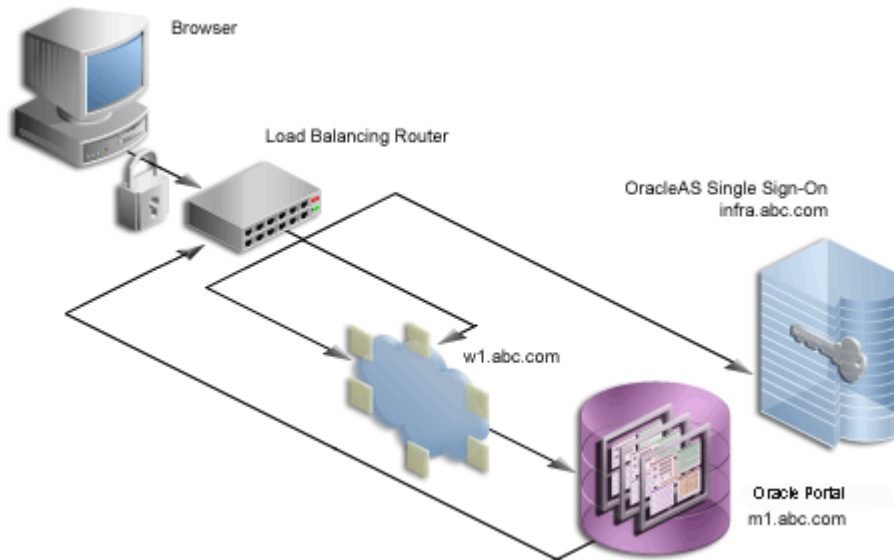 Browser
Load Balancing Router
OracleAS Single Sign-On
infra.abc.com
w1.abc.com
Oracle Portal
m1.abc.com